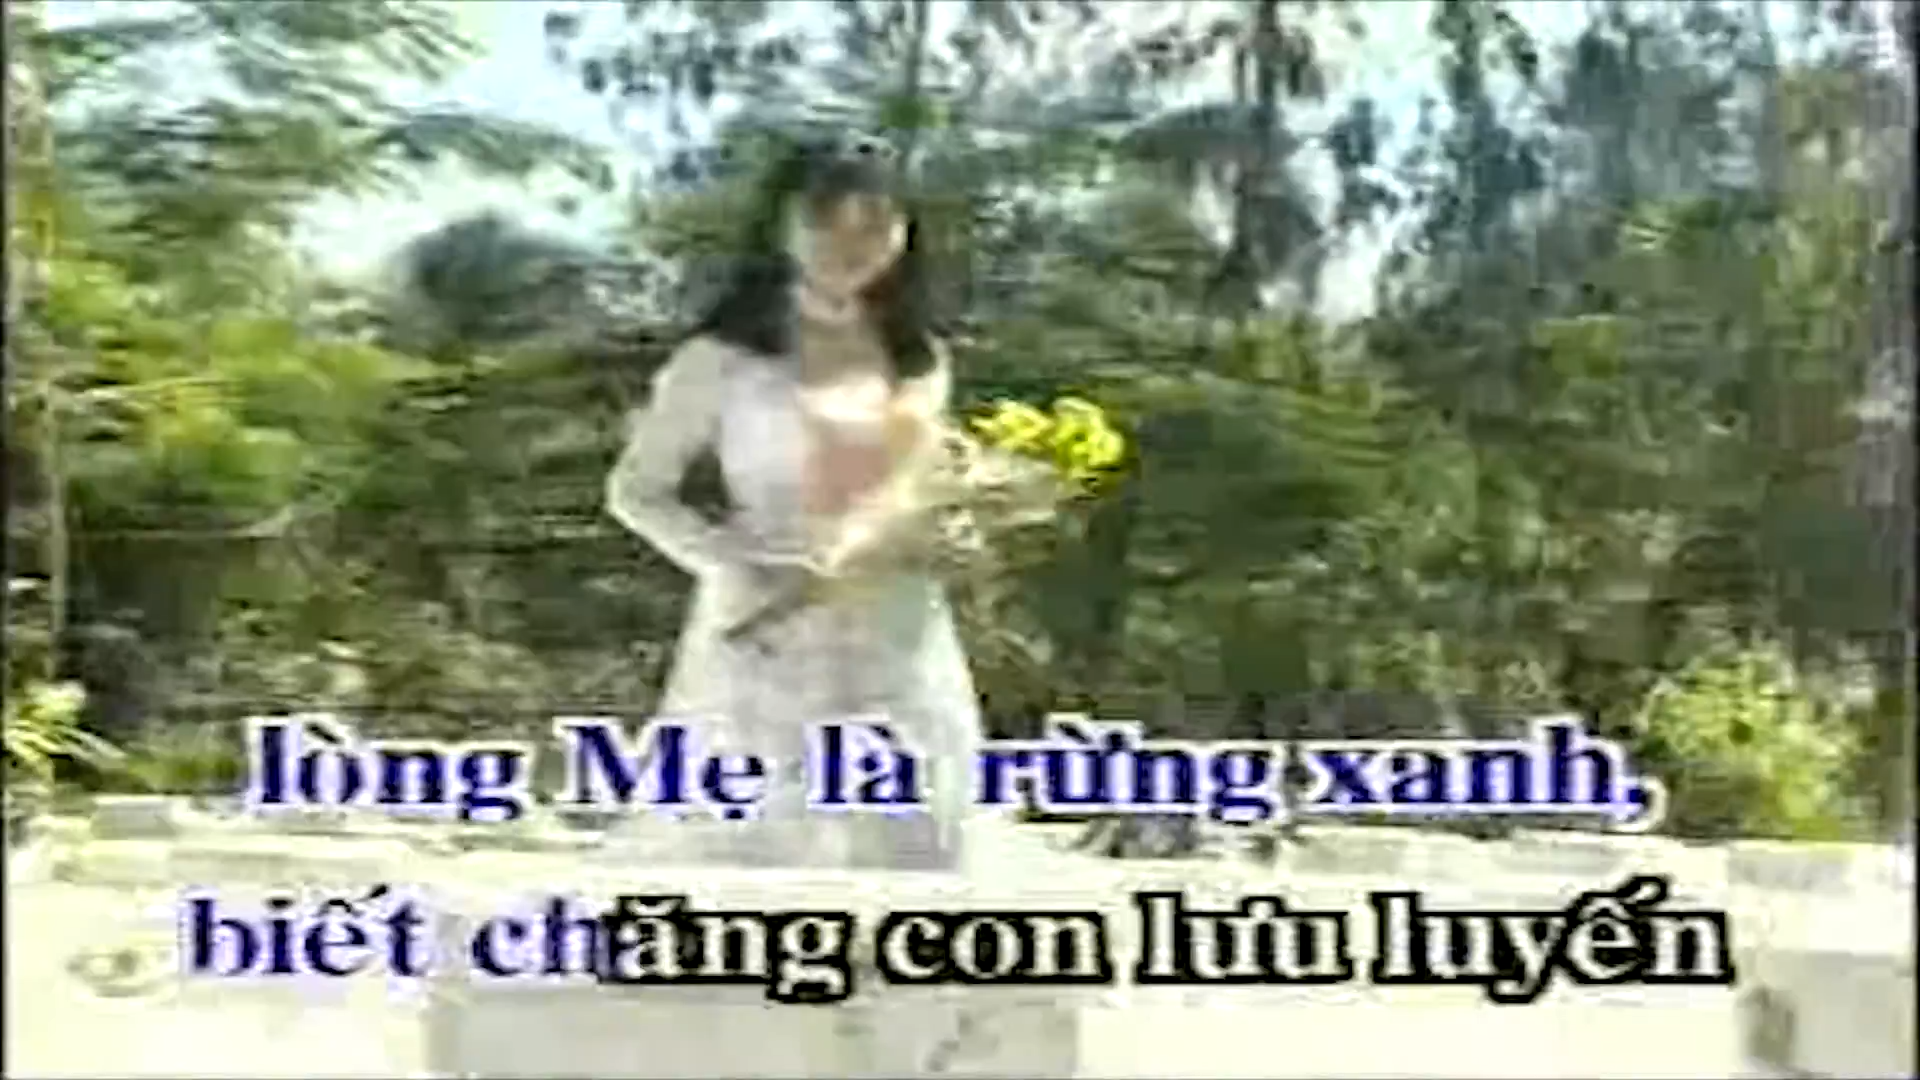 lòng Mẹ là rừng xanh,
biết chăng con lưu luyến